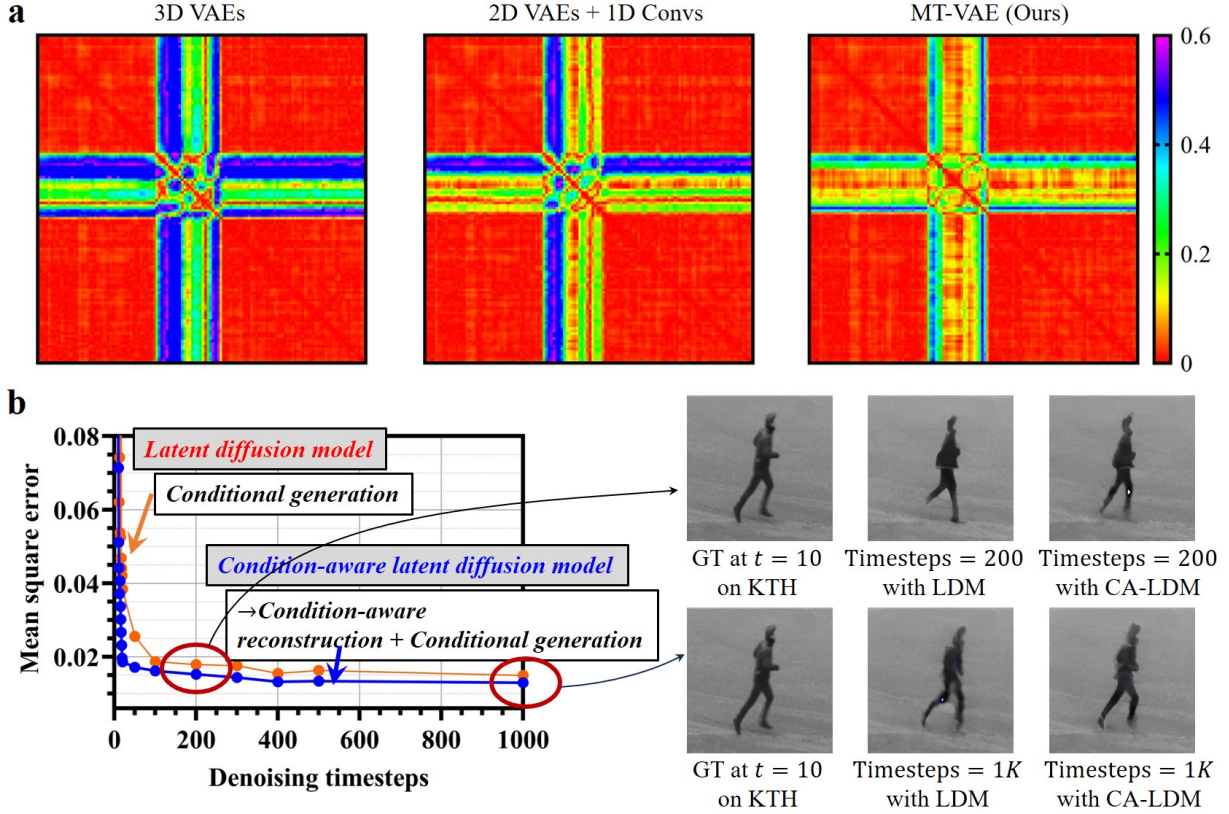 a
3D VAEs
2D VAEs + 1D Convs
MT-VAE (Ours)
0.6
0.4
0.2
0
b
0.08
0.06
0.04
0.02
Mean square error
Latent diffusion model
Conditional generation
Condition-aware latent diffusion model
→Condition-aware
reconstruction + Conditional generation
0
200
400
600
800
1000
Denoising timesteps
GT at t = 10
on KTH
Timesteps = 200
with LDM
Timesteps = 200
with CA-LDM
GT at t = 10
on KTH
Timesteps = 1K
with LDM
Timesteps = 1K
with CA-LDM